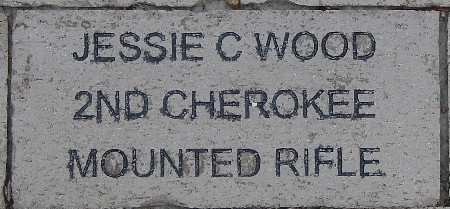 JESSIE C WOOD
2ND CHEROKEE
MOUNTED RIFLE